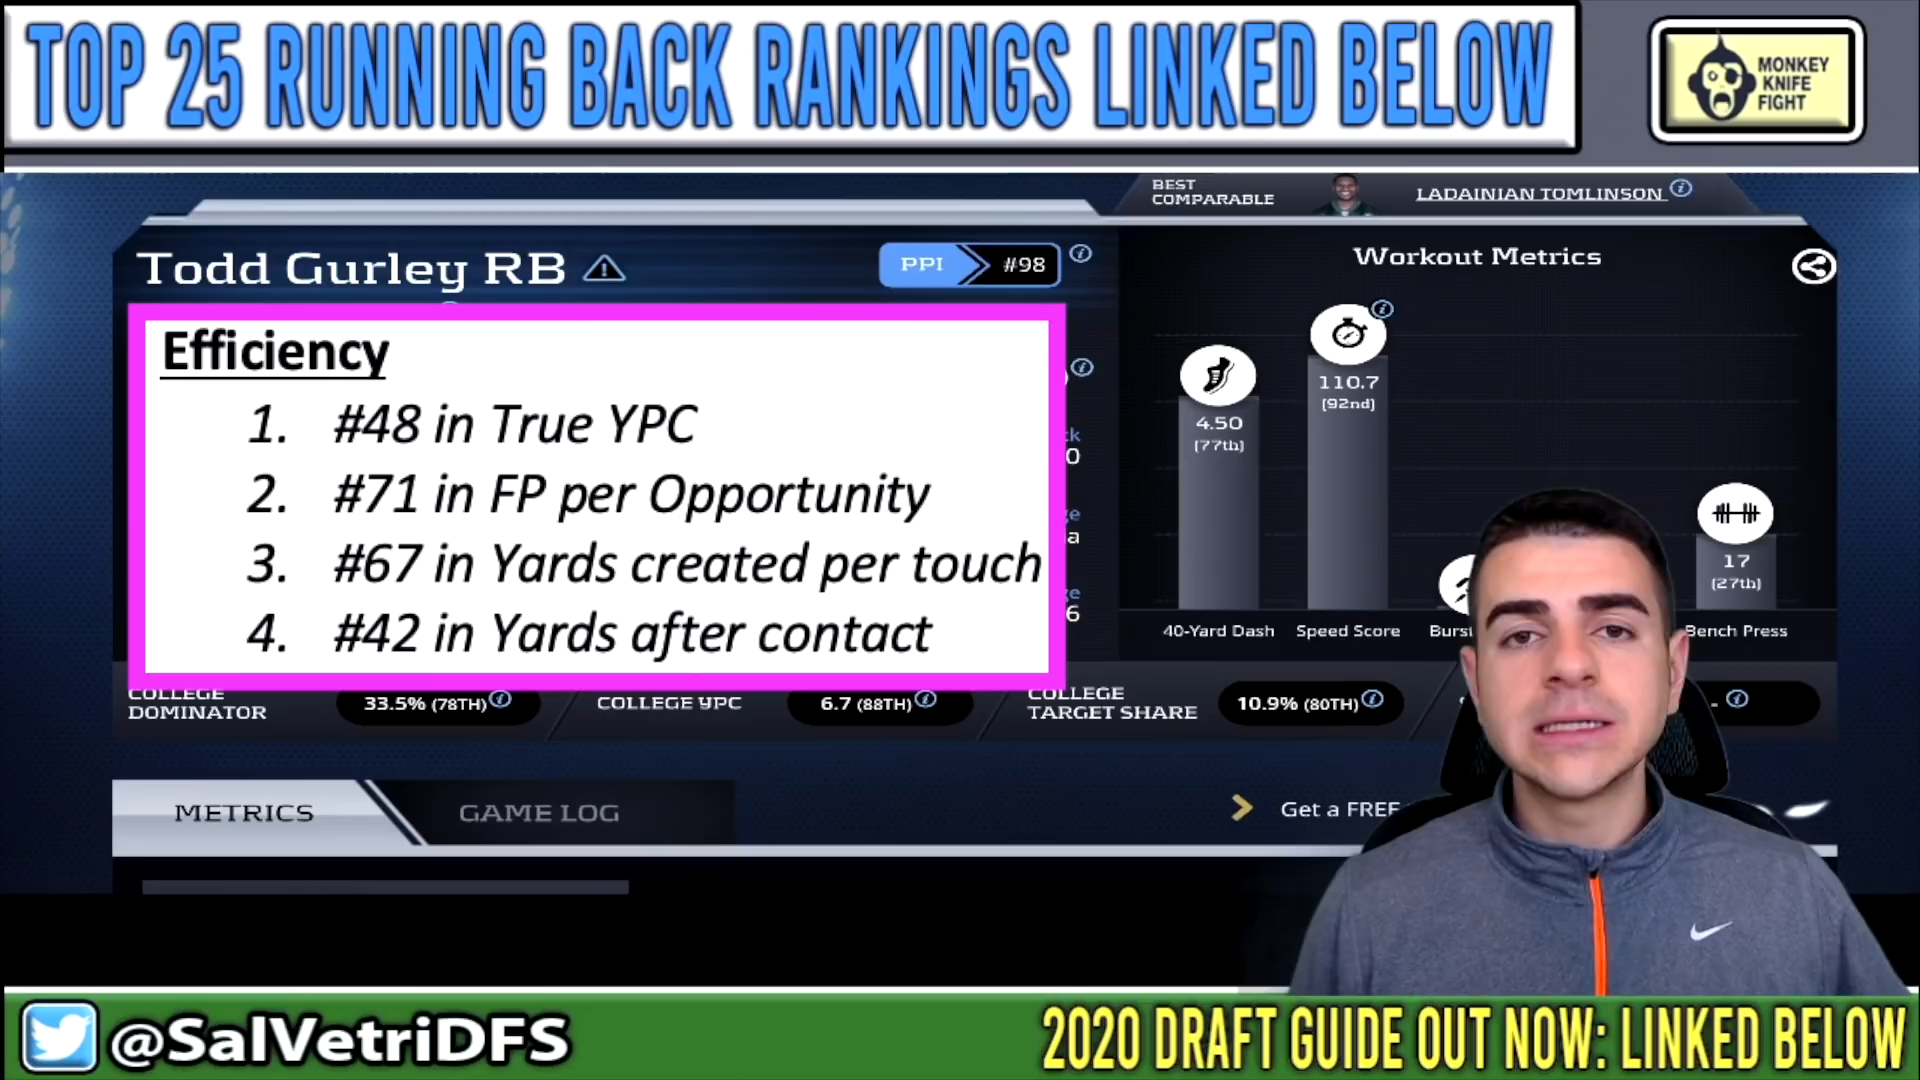 TOP 25 RUNNING BACK RANKINGS LINKED BELOW
MONKEY
KNIFE
FIGHT
BEST
COMPARABLE
LADAINIAN TOMLINSON
Todd Gurley RB
PPI
#98
Workout Metrics
Efficiency
1. #48 in True YPC
2. #71 in FP per Opportunity
3. #67 in Yards created per touch
4. #42 in Yards after contact
4.50
(77th)
110.7
(92nd)
17
(27th)
40-Yard Dash
Speed Score
Bench Press
COLLEGE
DOMINATOR
33.5% (78TH)
COLLEGE YPC
6.7 (88TH)
COLLEGE
TARGET SHARE
10.9% (80TH)
METRICS
GAME LOG
Get a FREE
@SalVetriDFS
2020 DRAFT GUIDE OUT NOW: LINKED BELOW